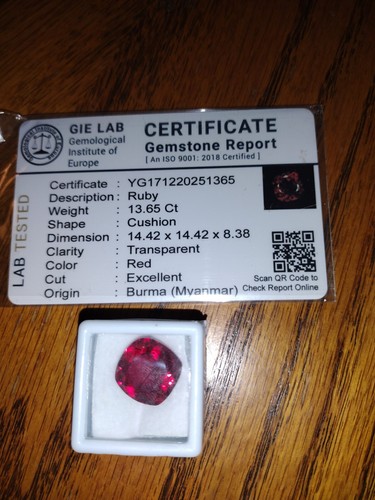 GIE LAB
Gemological
Institute of
Europe
CERTIFICATE
Gemstone Report
[ An ISO 9001: 2018 Certified ]
LAB TESTED
Certificate : YG171220251365
Description : Ruby
Weight : 13.65 Ct
Shape : Cushion
Dimension : 14.42 x 14.42 x 8.38
Clarity : Transparent
Color : Red
Cut : Excellent
Origin : Burma (Myanmar)
Scan QR Code to
Check Report Online